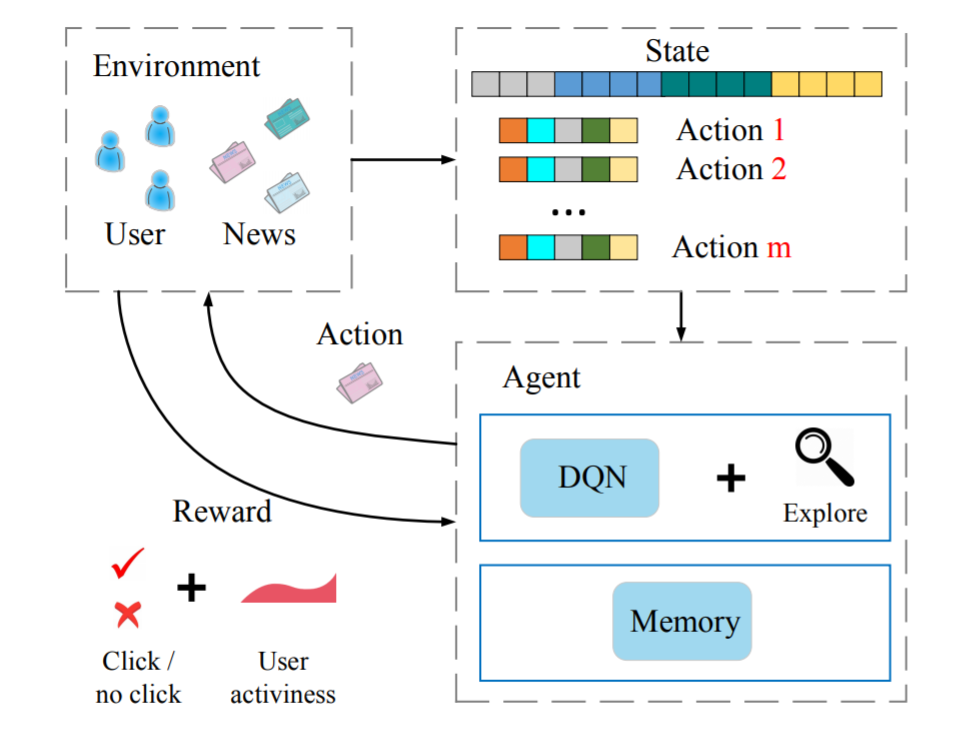 Environment
User
News
State
Action 1
Action 2
...
Action m
Action
Agent
DQN
+
Explore
Memory
Reward
+
Click /
no click
User
activiness